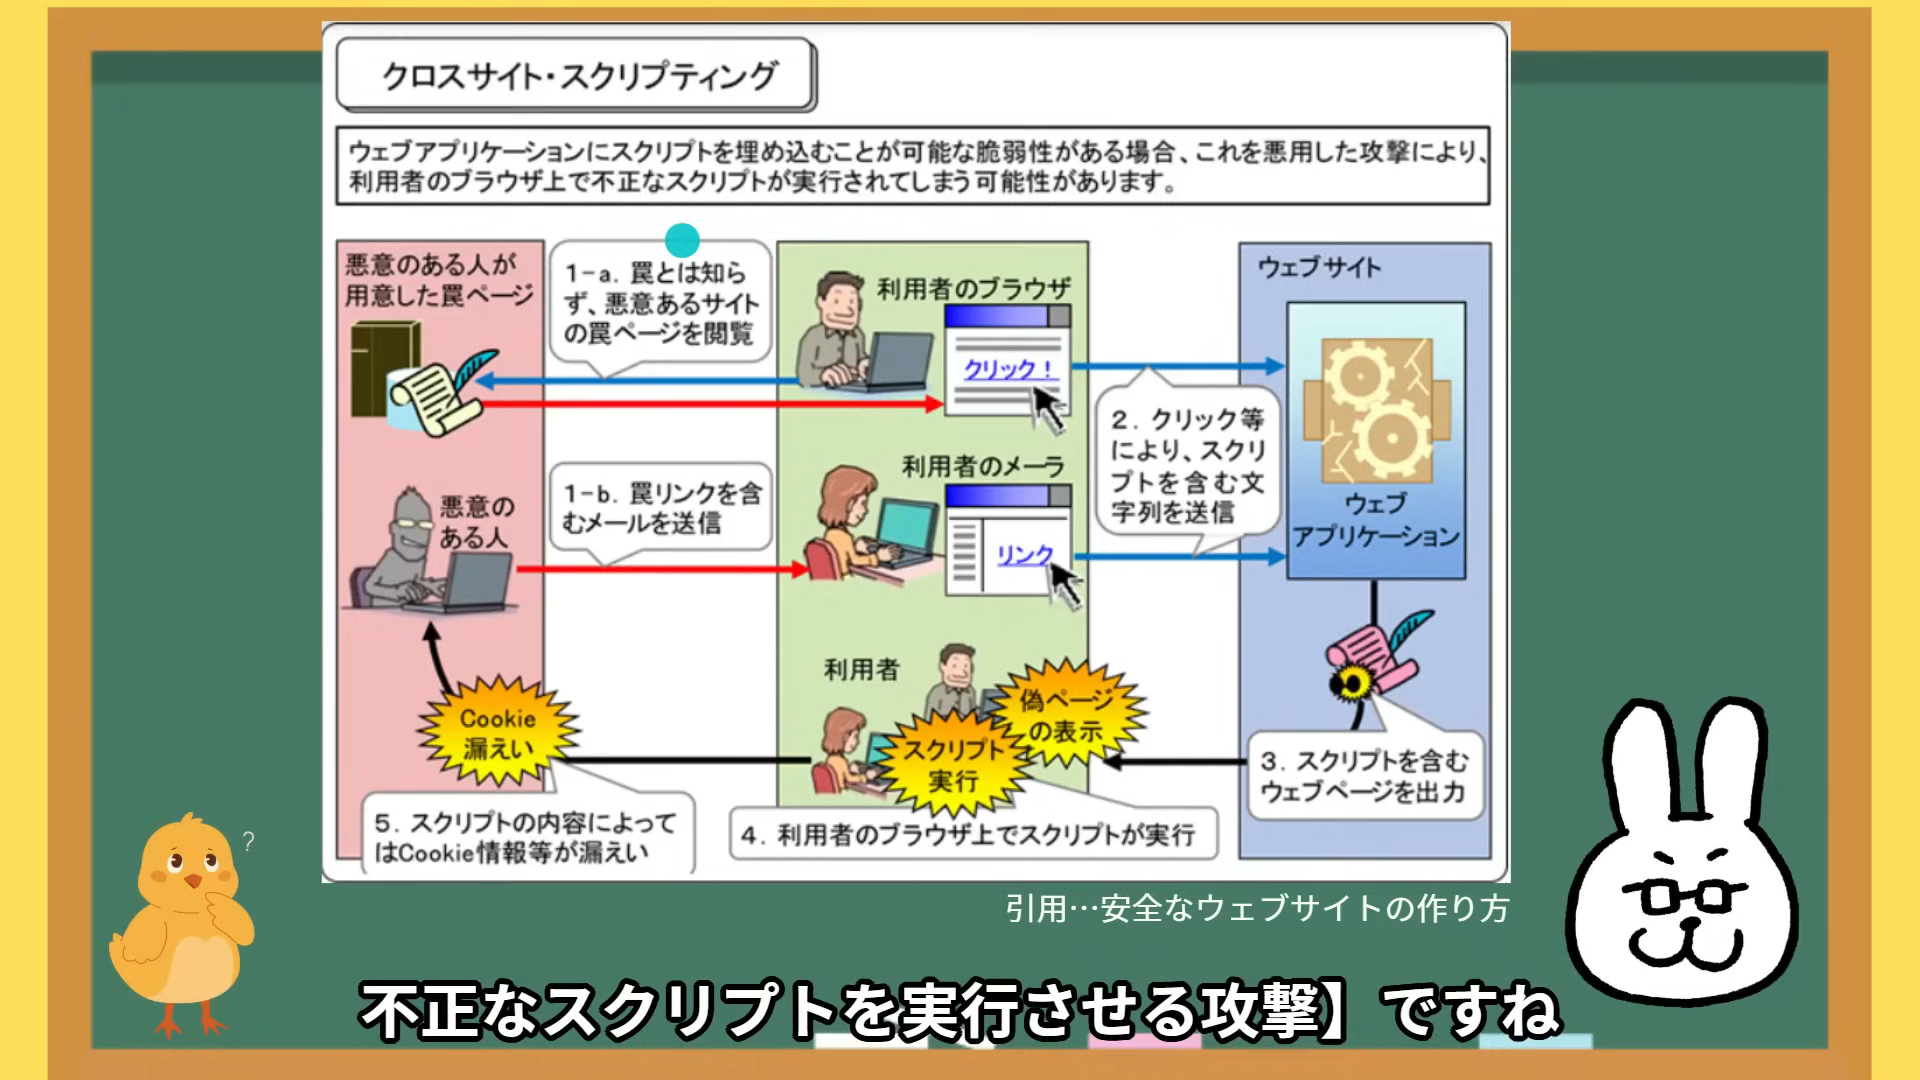 クロスサイト・スクリプティング
ウェブアプリケーションにスクリプトを埋め込むことが可能な脆弱性がある場合、これを悪用した攻撃により、
利用者のブラウザ上で不正なスクリプトが実行されてしまう可能性があります。
悪意のある人が
用意した罠ページ
1-a. 罠とは知ら
ず、悪意あるサイト
の罠ページを閲覧
利用者のブラウザ
クリック！
ウェブサイト
2. クリック等
により、スクリ
プトを含む文
字列を送信
ウェブ
アプリケーション
悪意の
ある人
1-b. 罠リンクを含
むメールを送信
利用者のメーラ
リンク
利用者
偽ページ
の表示
スクリプト
実行
Cookie
漏えい
3. スクリプトを含む
ウェブページを出力
4. 利用者のブラウザ上でスクリプトが実行
5. スクリプトの内容によって
はCookie情報等が漏えい
?
引用…安全なウェブサイトの作り方
不正なスクリプトを実行させる攻撃】ですね